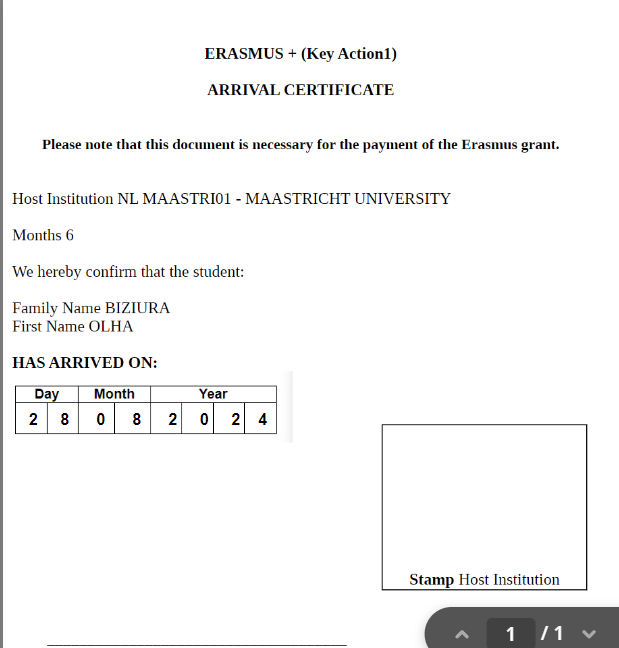 ERASMUS + (Key Action1)
ARRIVAL CERTIFICATE
Please note that this document is necessary for the payment of the Erasmus grant.
Host Institution NL MAASTRI01 - MAASTRICHT UNIVERSITY
Months 6
We hereby confirm that the student:
Family Name BIZIURA
First Name OLHA
HAS ARRIVED ON:
Day Month Year
2 8 0 8 2 0 2 4
Stamp Host Institution
1 / 1